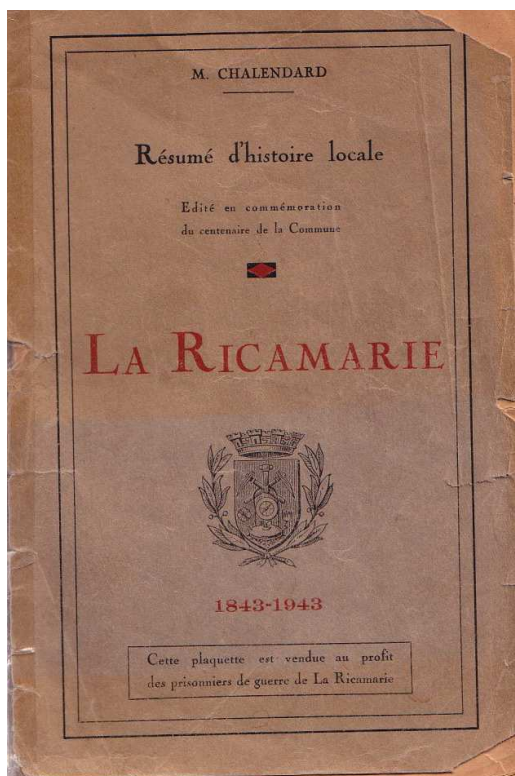 M. CHALENDARD
Résumé d'histoire locale
Edité en commémoration
du centenaire de la Commune
LA RICAMARIE
1843-1943
Cette plaquette est vendue au profit
des prisonniers de guerre de La Ricamarie